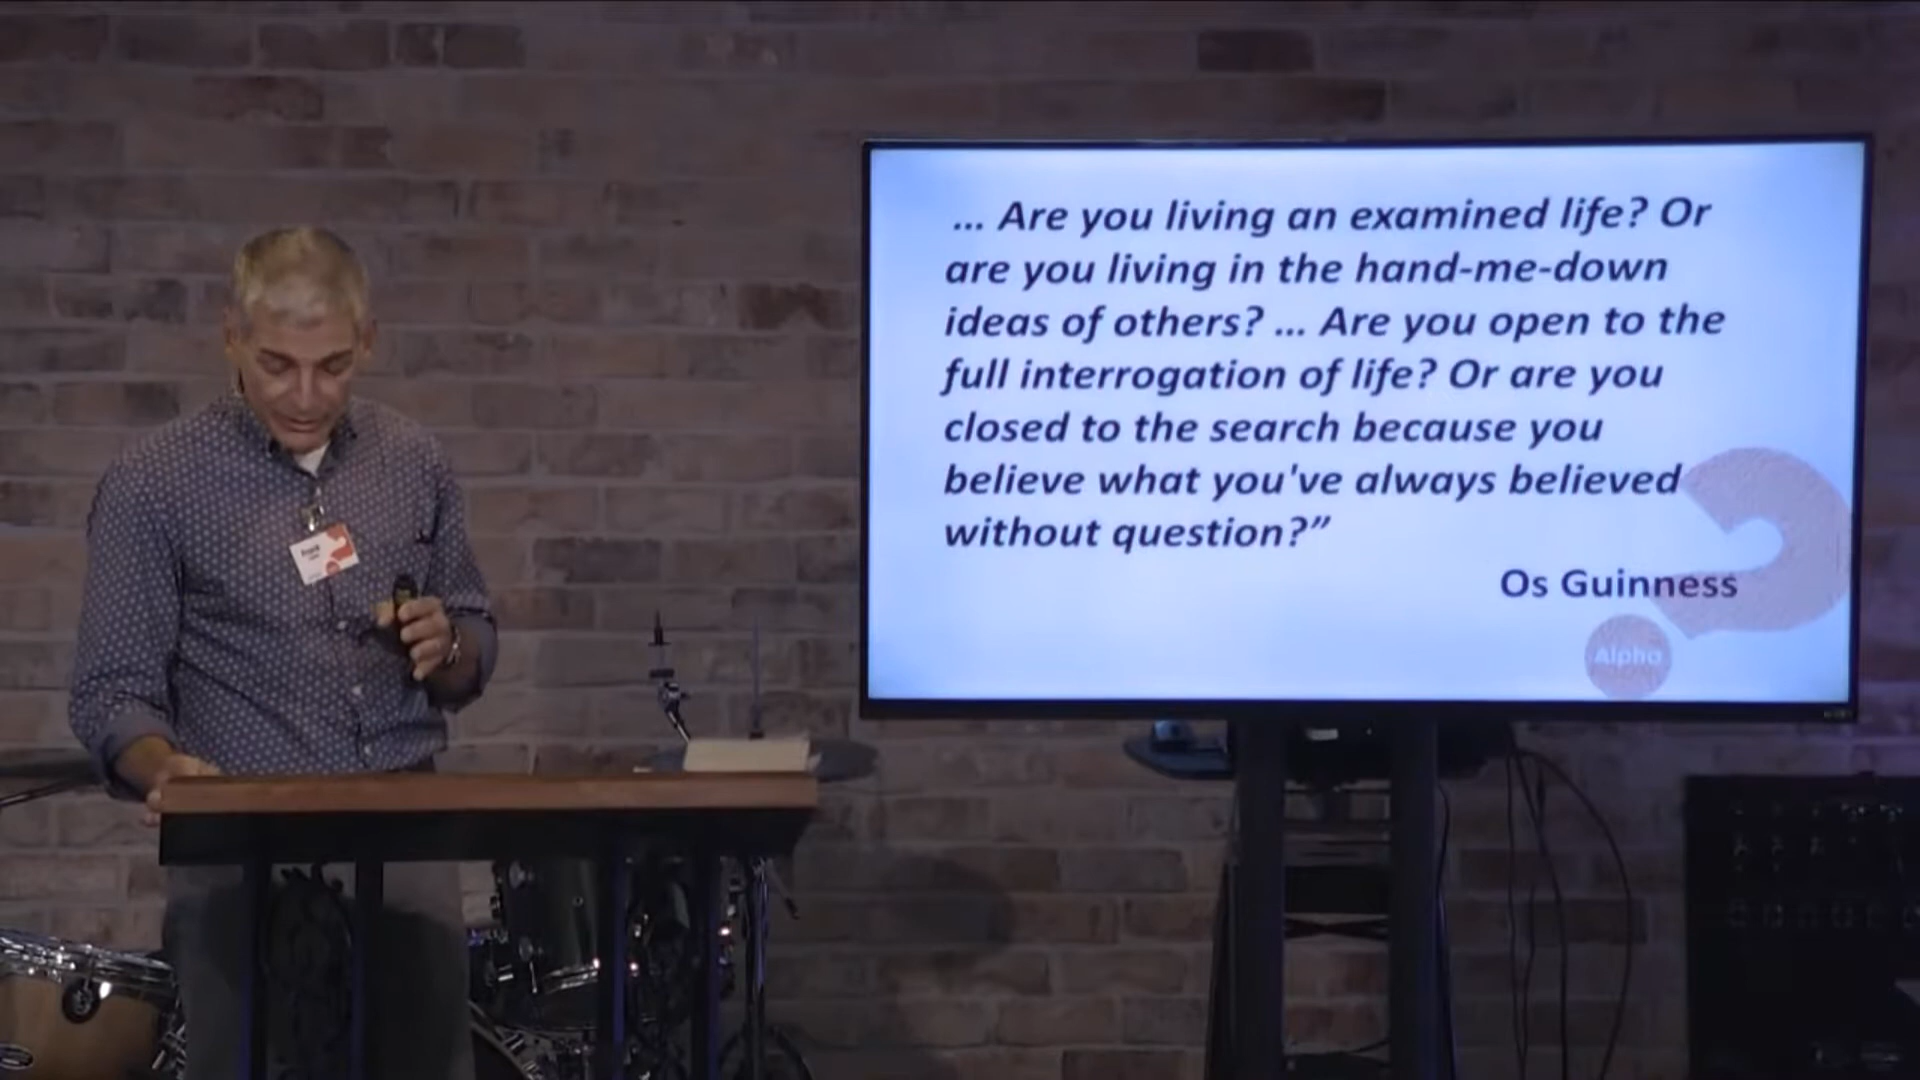 ... Are you living an examined life? Or
are you living in the hand-me-down
ideas of others? ... Are you open to the
full interrogation of life? Or are you
closed to the search because you
believe what you've always believed
without question?”
Os Guinness
Alpha